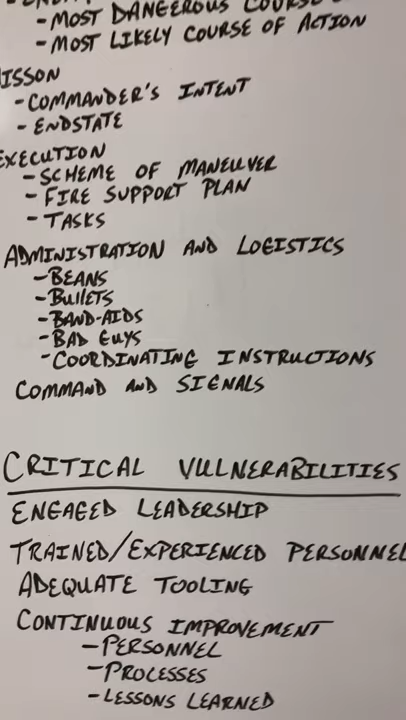 - MOST DANGEROUS COURSE
- MOST LIKELY COURSE OF ACTION
ISSON
- COMMANDER'S INTENT
- ENDSTATE
EXECUTION
- SCHEME OF MANEUVER
- FIRE SUPPORT PLAN
- TASKS
ADMINISTRATION AND LOGISTICS
- BEANS
- BUllETS
- BAND-AIDS
- BAD GUYS
- COORDINATING INSTRUCTIONS
COMMAND AND SIGNALS
CRITICAL VULNERABILITIES
ENGAGED LEADERSHIP
TRAINED/EXPERIENCED PERSONNEL
ADEQUATE TOOLING
CONTINUOUS IMPROVEMENT
- PERSONNEL
- PROCESSES
- LESSONS LEARNED